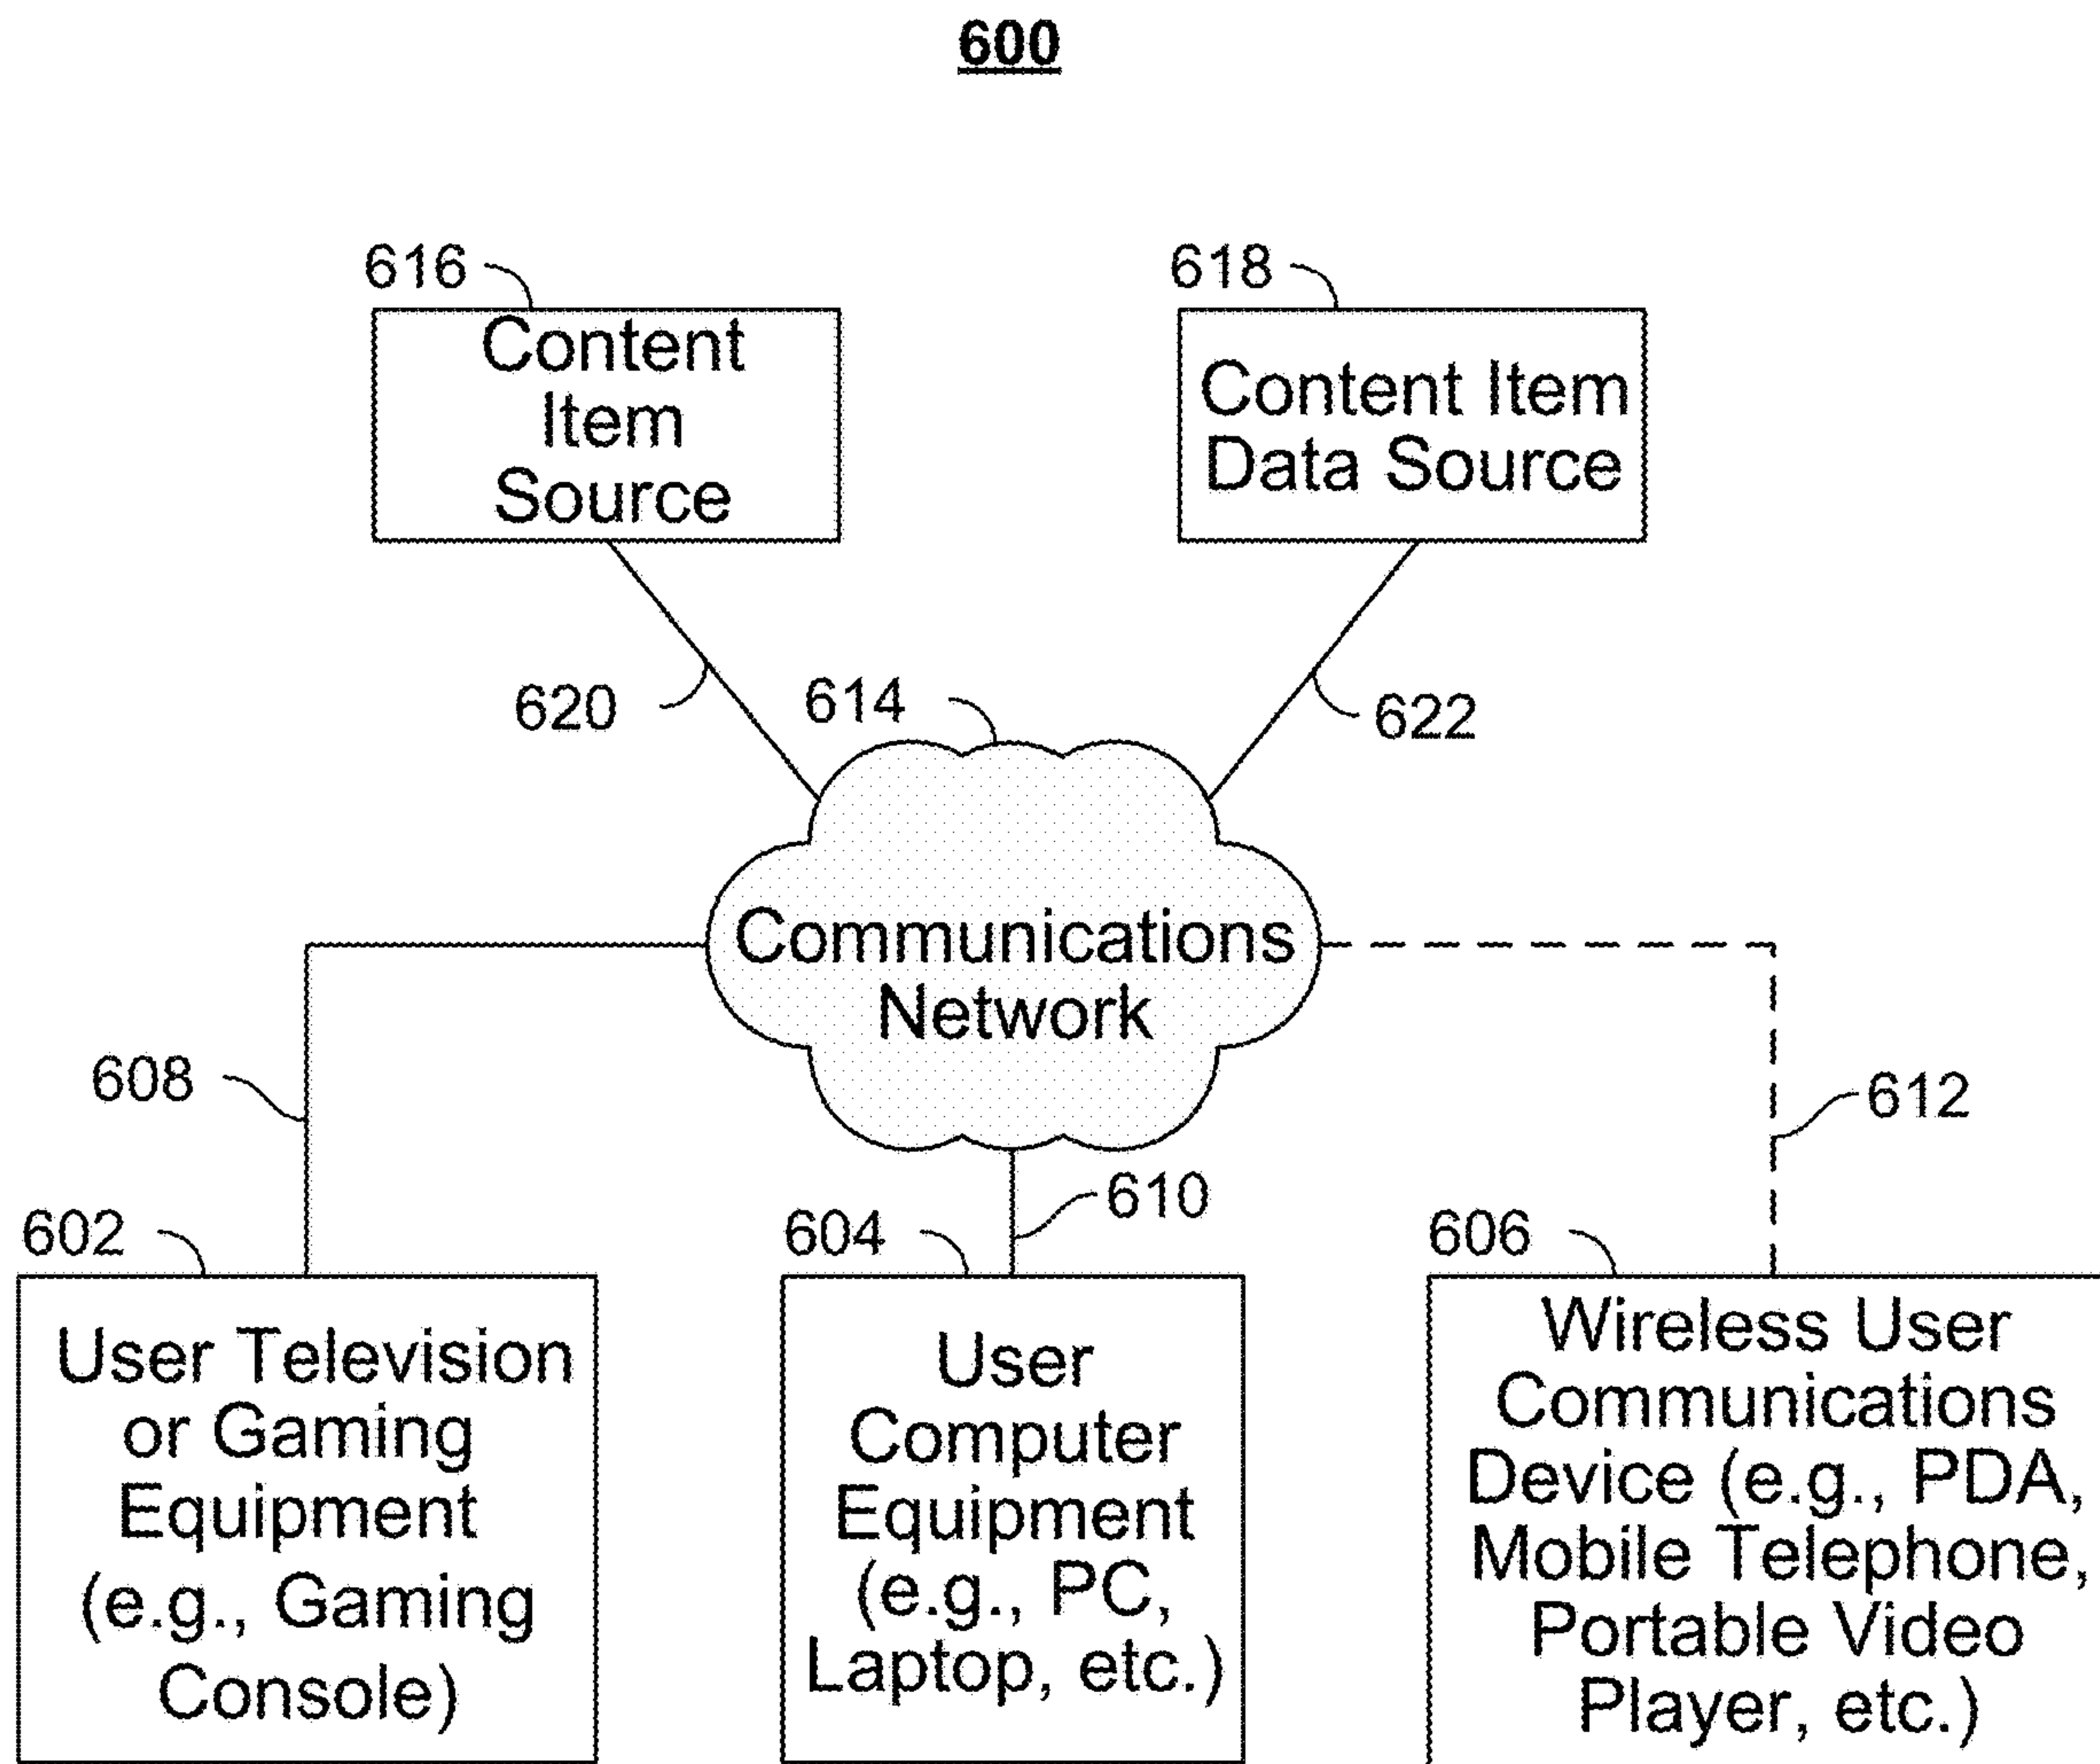 600
616
618
Content
Item
Source
Content Item
Data Source
620
614
622
Communications
Network
608
612
610
602
604
606
User Television
or Gaming
Equipment
(e.g., Gaming
Console)
User
Computer
Equipment
(e.g., PC,
Laptop, etc.)
Wireless User
Communications
Device (e.g., PDA,
Mobile Telephone,
Portable Video
Player, etc.)